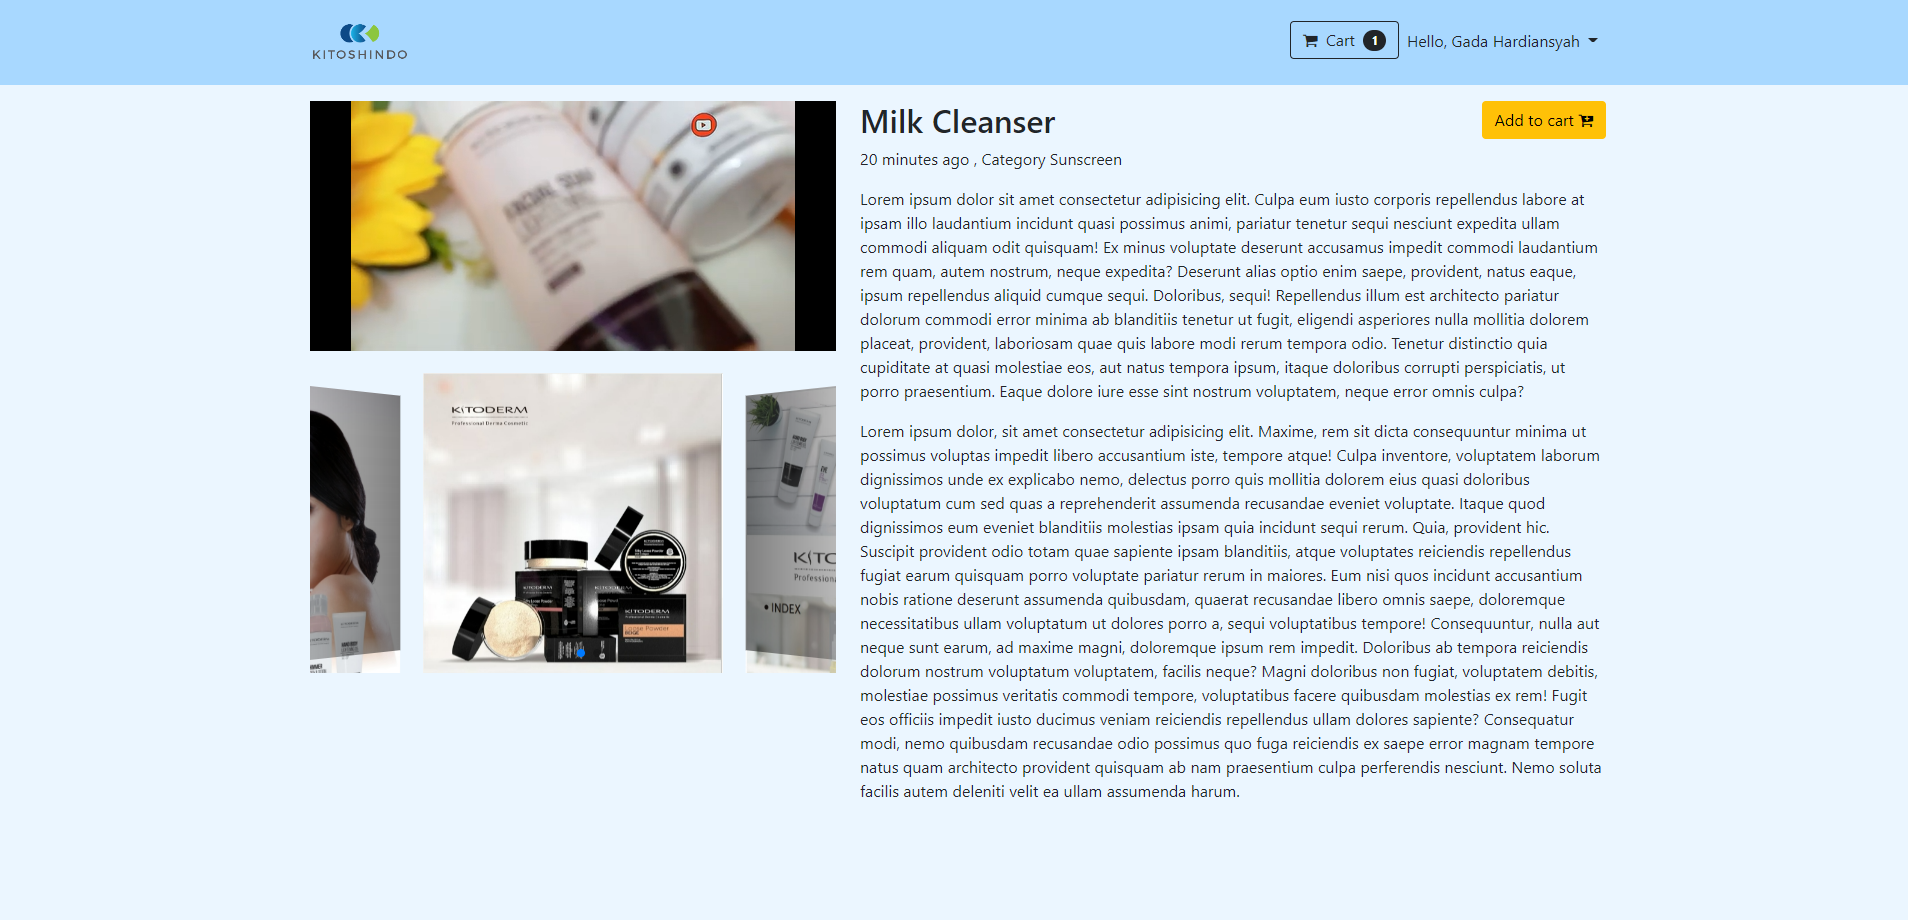 KITOSHINDO
Cart 1
Hello, Gada Hardiansyah
FACIAL
Milk Cleanser
Add to cart
20 minutes ago , Category Sunscreen
Lorem ipsum dolor sit amet consectetur adipisicing elit. Culpa eum iusto corporis repellendus labore at
ipsam illo laudantium incidunt quasi possimus animi, pariatur tenetur sequi nesciunt expedita ullam
commodi aliquam odit quisquam! Ex minus voluptate deserunt accusamus impedit commodi laudantium
rem quam, autem nostrum, neque expedita? Deserunt alias optio enim saepe, provident, natus eaque,
ipsum repellendus aliquid cumque sequi. Doloribus, sequi! Repellendus illum est architecto pariatur
dolorum commodi error minima ab blanditiis tenetur ut fugit, eligendi asperiores nulla mollitia dolorem
placeat, provident, laboriosam quae quis labore modi rerum tempora odio. Tenetur distinctio quia
cupiditate at quasi molestiae eos, aut natus tempora ipsum, itaque doloribus corrupti perspiciatis, ut
porro praesentium. Eaque dolore iure esse sint nostrum voluptatem, neque error omnis culpa?
Lorem ipsum dolor, sit amet consectetur adipisicing elit. Maxime, rem sit dicta consequuntur minima ut
possimus voluptas impedit libero accusantium iste, tempore atque! Culpa inventore, voluptatem laborum
dignissimos unde ex explicabo nemo, delectus porro quis mollitia dolorem eius quasi doloribus
voluptatum cum sed quas a reprehenderit assumenda recusandae eveniet voluptate. Itaque quod
dignissimos eum eveniet blanditiis molestias ipsam quia incidunt sequi rerum. Quia, provident hic.
Suscipit provident odio totam quae sapiente ipsam blanditiis, atque voluptates reiciendis repellendus
fugiat earum quisquam porro voluptate pariatur rerum in maiores. Eum nisi quos incidunt accusantium
nobis ratione deserunt assumenda quibusdam, quaerat recusandae libero omnis saepe, doloremque
necessitatibus ullam voluptatum ut dolores porro a, sequi voluptatibus tempore! Consequuntur, nulla aut
neque sunt earum, ad maxime magni, doloremque ipsum rem impedit. Doloribus ab tempora reiciendis
dolorum nostrum voluptatum voluptatem, facilis neque? Magni doloribus non fugiat, voluptatem debitis,
molestiae possimus veritatis commodi tempore, voluptatibus facere quibusdam molestias ex rem! Fugit
eos officiis impedit iusto ducimus veniam reiciendis repellendus ullam dolores sapiente? Consequatur
modi, nemo quibusdam recusandae odio possimus quo fuga reiciendis ex saepe error magnam tempore
natus quam architecto provident quisquam ab nam praesentium culpa perferendis nesciunt. Nemo soluta
facilis autem deleniti velit ea ullam assumenda harum.
KITODERM
Professional Derma Cosmetic
KITODERM
Loose Powder
BEIGE
KITO
Professiona
• INDEX